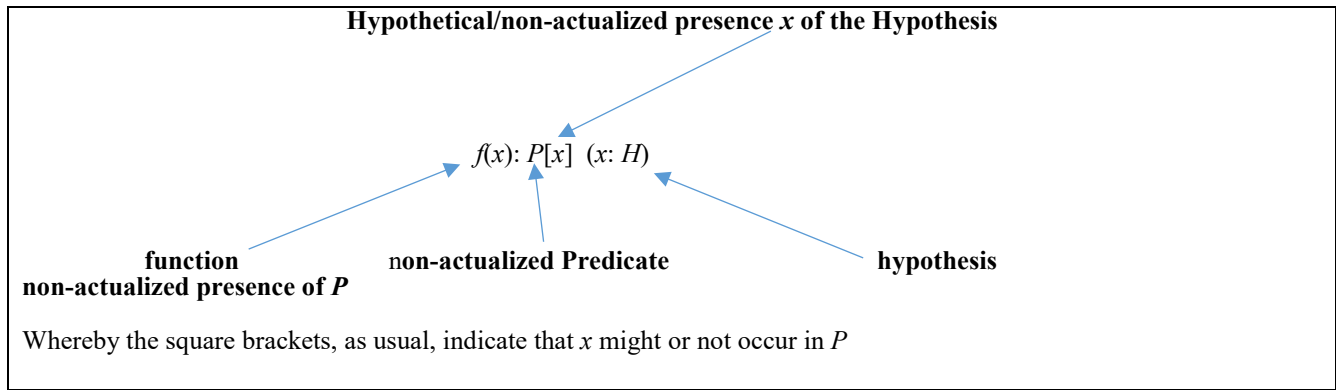 Hypothetical/non-actualized presence x of the Hypothesis
f(x): P[x] (x: H)
function non-actualized Predicate hypothesis
non-actualized presence of P
Whereby the square brackets, as usual, indicate that x might or not occur in P